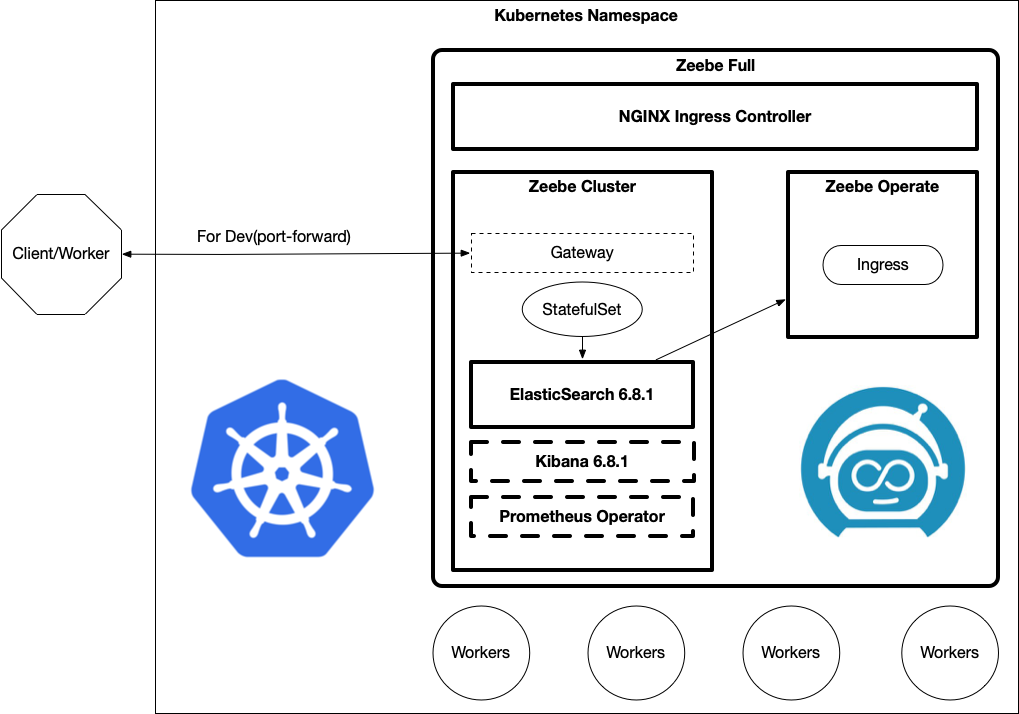 Kubernetes Namespace
Zeebe Full
NGINX Ingress Controller
Zeebe Cluster
Zeebe Operate
For Dev(port-forward)
Client/Worker
Gateway
Ingress
StatefulSet
ElasticSearch 6.8.1
Kibana 6.8.1
Prometheus Operator
Workers
Workers
Workers
Workers